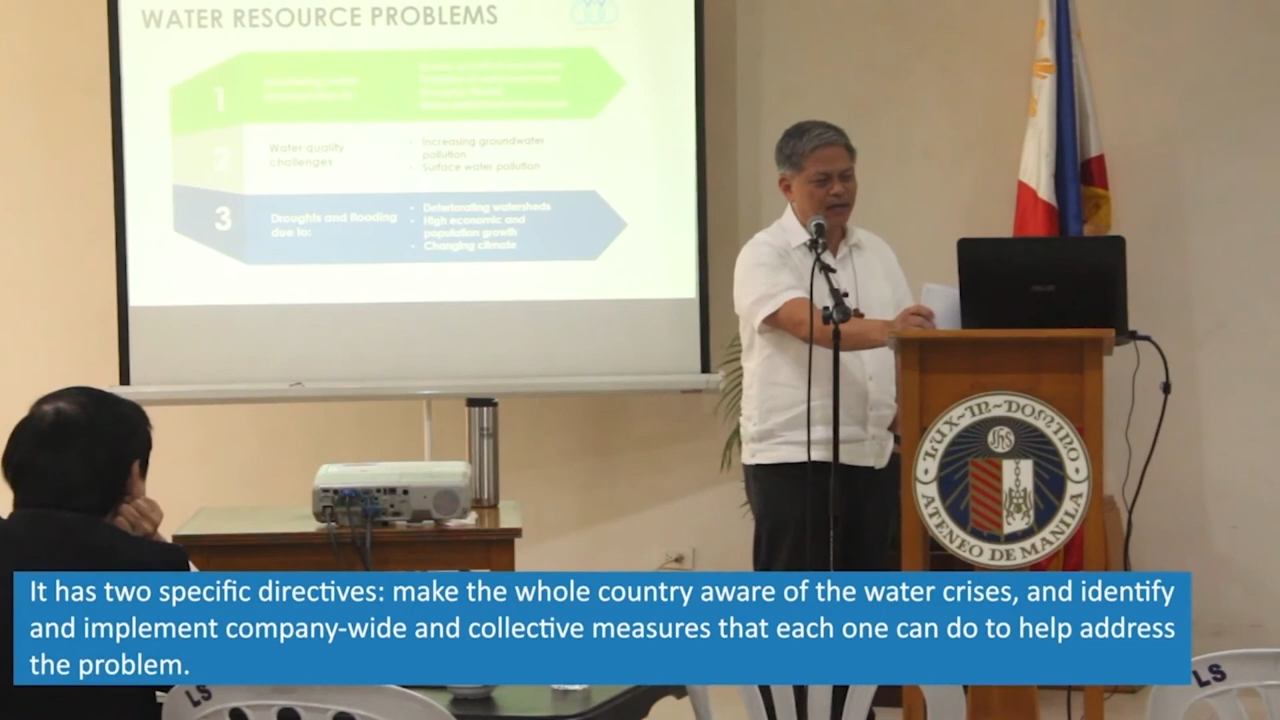 WATER RESOURCE PROBLEMS
1
2
Water quality
challenges
• Increasing groundwater
pollution
• Surface water pollution
3
Droughts and flooding
due to:
• Deteriorating watersheds
• High economic and
population growth
• Changing climate
ASUS
LUX-IN-DOMINO
IHS
ATENEO DE MANILA
It has two specific directives: make the whole country aware of the water crises, and identify
and implement company-wide and collective measures that each one can do to help address
the problem.
LS
LS